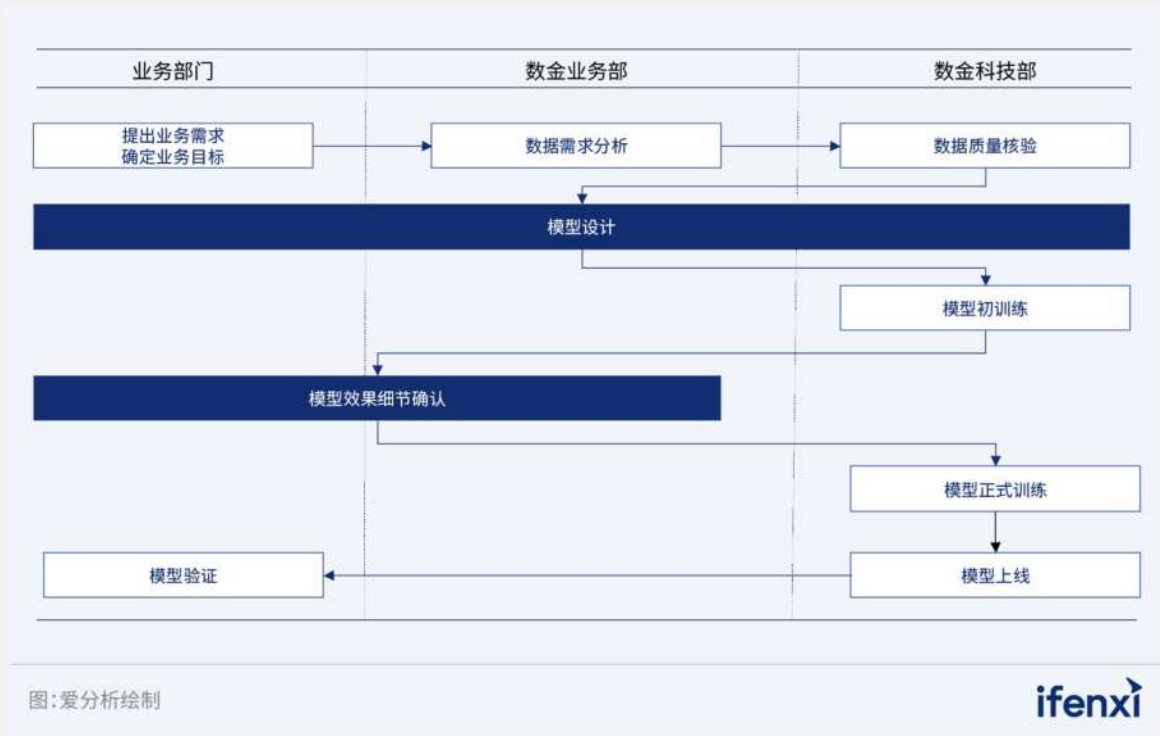 业务部门
数金业务部
数金科技部
提出业务需求
确定业务目标
数据需求分析
数据质量核验
模型设计
模型初训练
模型效果细节确认
模型正式训练
模型验证
模型上线
图:爱分析绘制
ifenxi